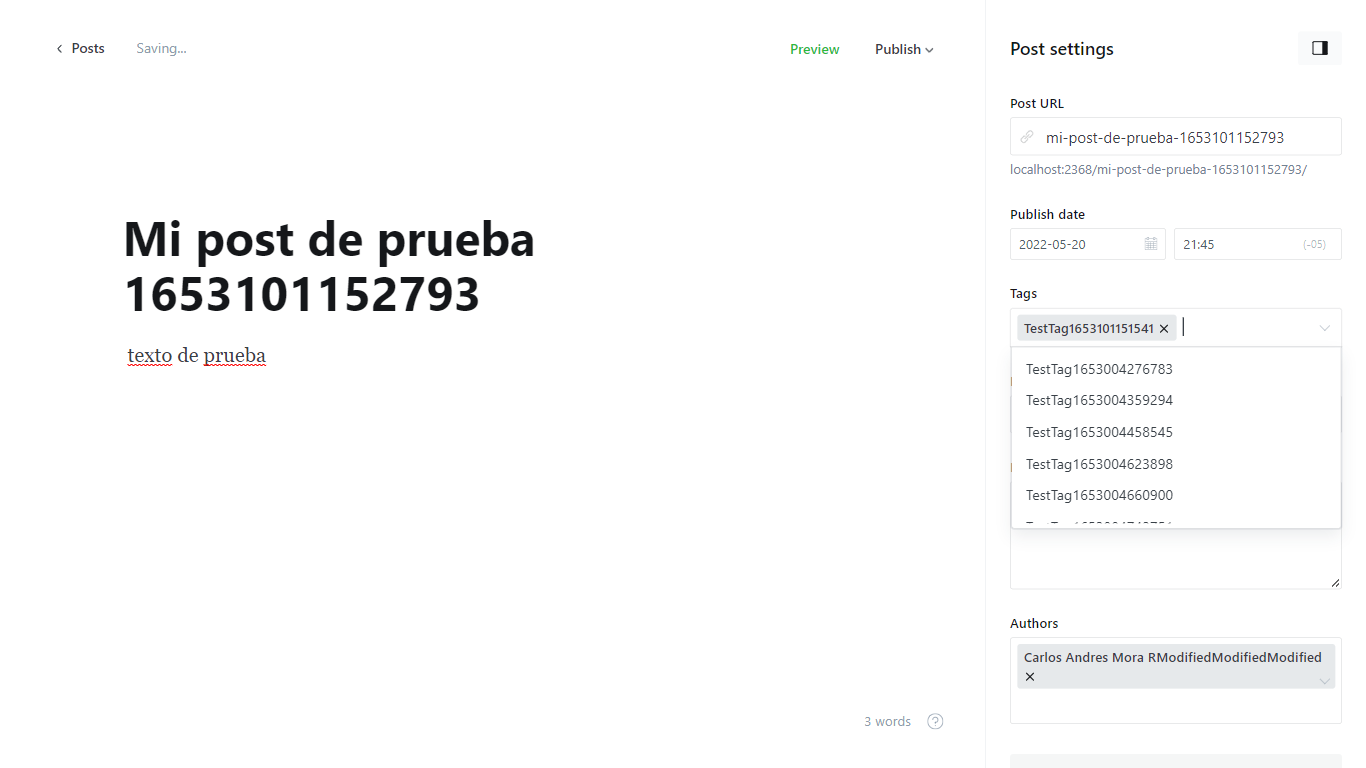 Posts
Saving...
Preview
Publish
Post settings
Mi post de prueba
1653101152793
texto de prueba
3 words
Post URL
mi-post-de-prueba-1653101152793
localhost:2368/mi-post-de-prueba-1653101152793/
Publish date
2022-05-20
21:45
(-05)
Tags
TestTag1653101151541
TestTag1653004276783
TestTag1653004359294
TestTag1653004458545
TestTag1653004623898
TestTag1653004660900
Authors
Carlos Andres Mora RModifiedModifiedModified